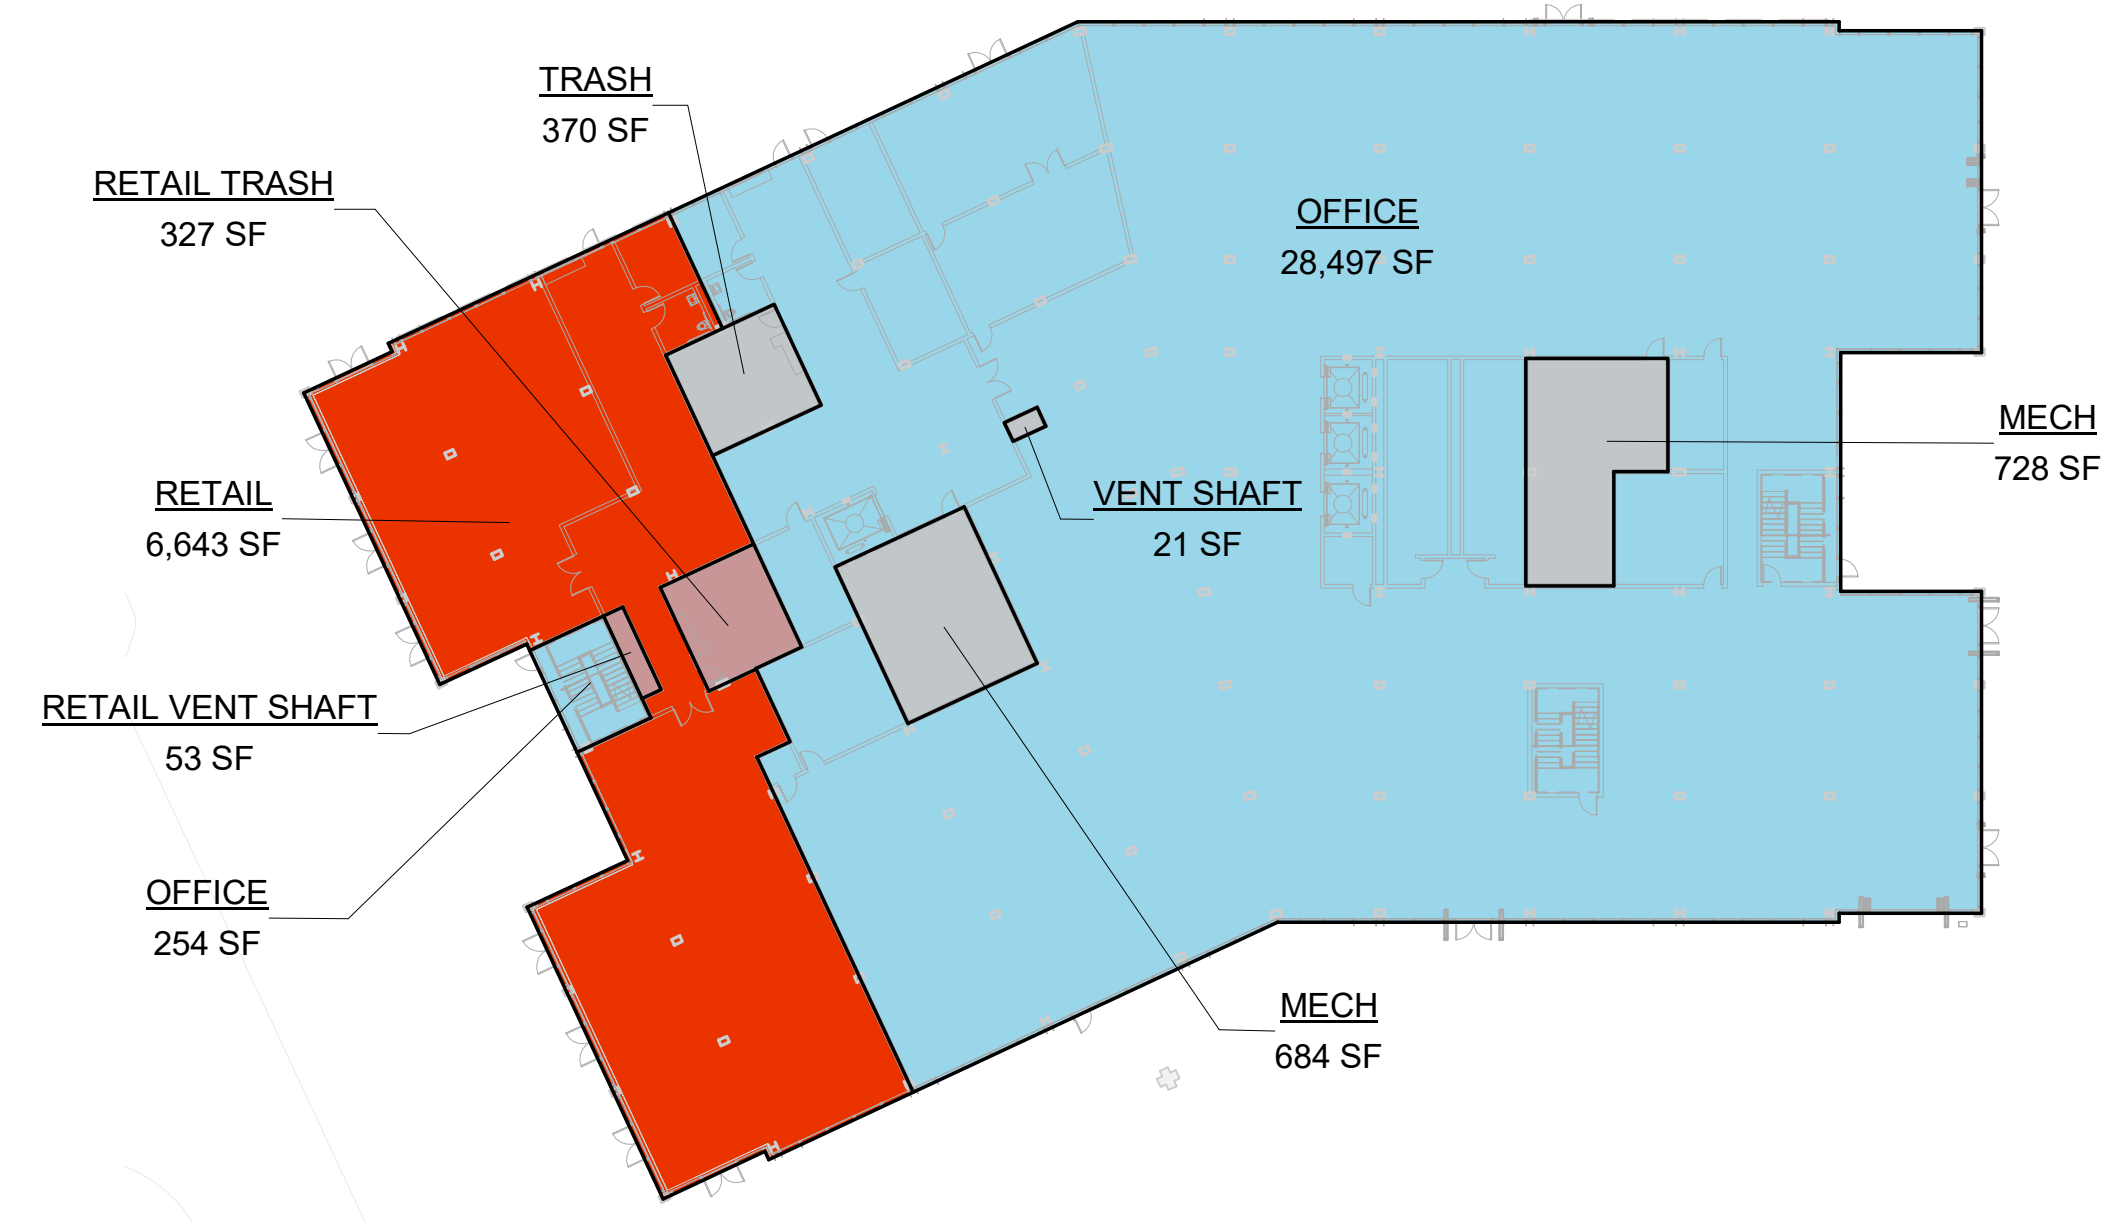 TRASH
370 SF
RETAIL TRASH
327 SF
OFFICE
28,497 SF
MECH
728 SF
RETAIL
6,643 SF
VENT SHAFT
21 SF
RETAIL VENT SHAFT
53 SF
OFFICE
254 SF
MECH
684 SF